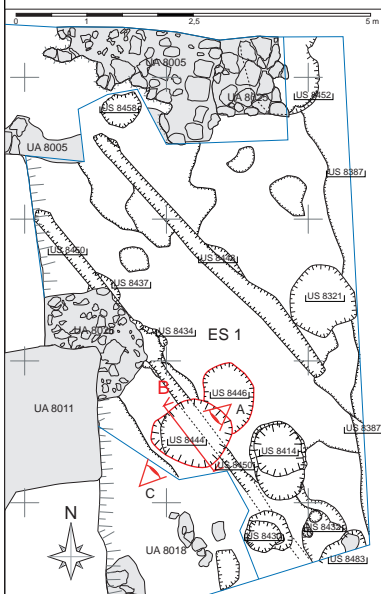 0 1 2,5 5 m
UA 8005
UA 8020
US 8452
US 8458
UA 8005
US 8387
US 8450
US 8448
US 8437
US 8321
UA 8026
US 8434
ES 1
UA 8011
B
US 8446
A
US 8387
US 8444
US 8414
US 8450
C
N
US 8432
US 8430
UA 8018
US 8483